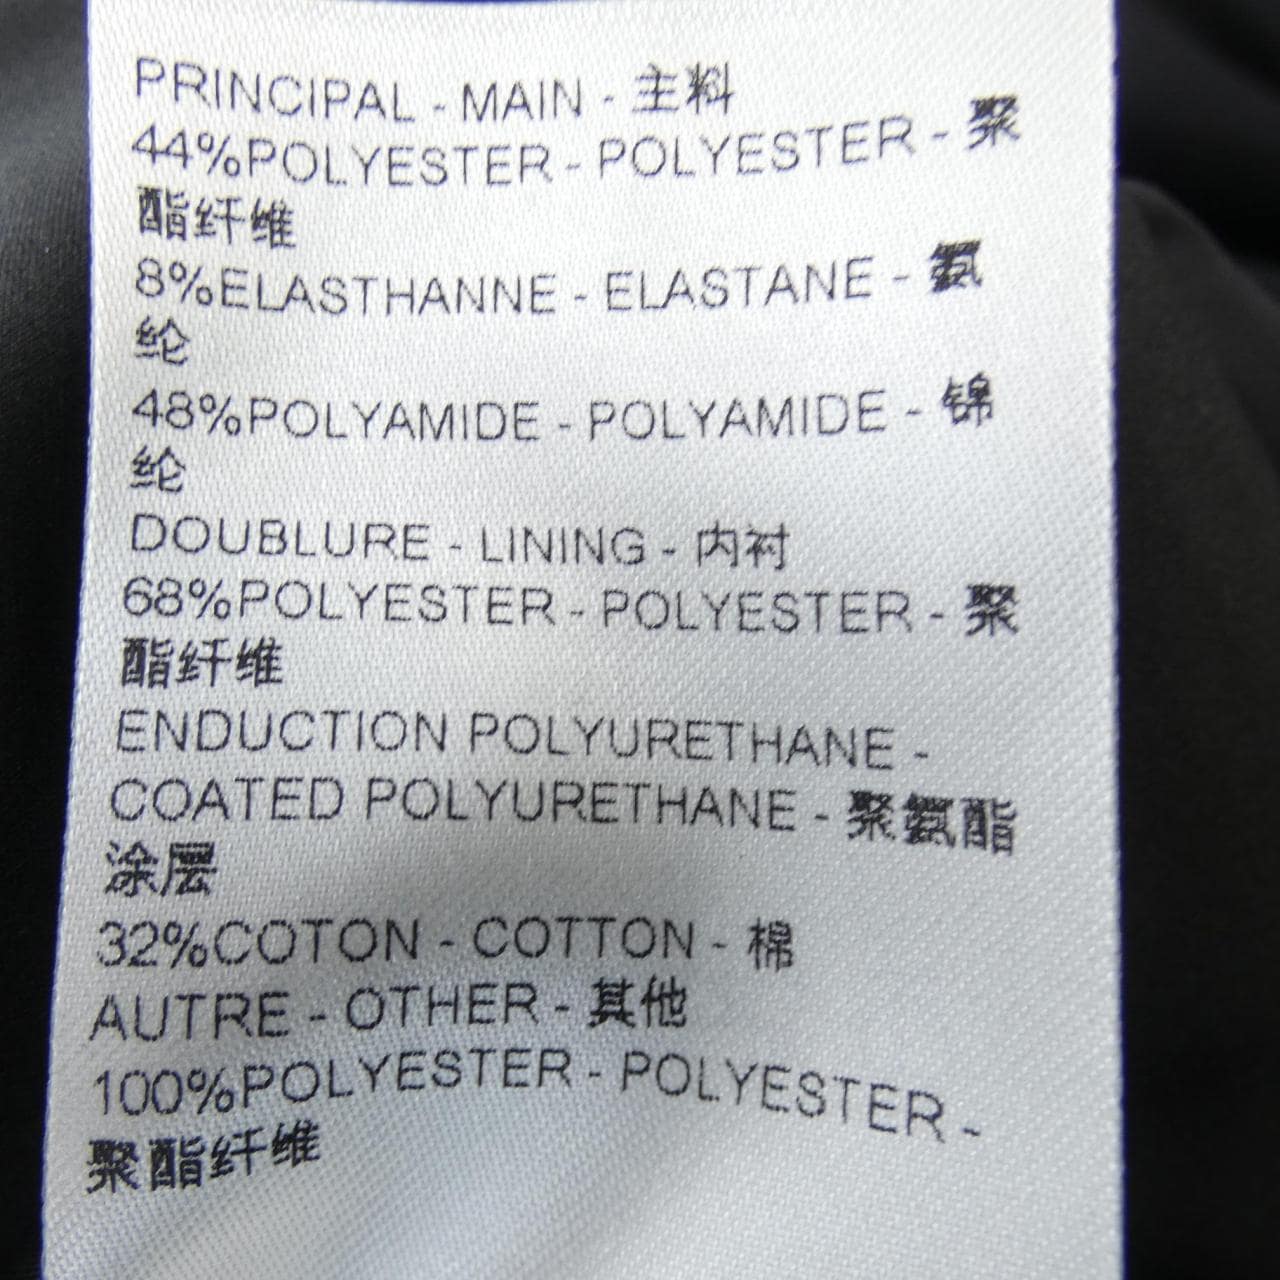 PRINCIPAL - MAIN - 主料
44%POLYESTER - POLYESTER - 聚
酯纤维
8%ELASTHANNE - ELASTANE - 氨
纶
48%POLYAMIDE - POLYAMIDE - 锦
纶
DOUBLURE - LINING - 内衬
68%POLYESTER - POLYESTER - 聚
酯纤维
ENDUCTION POLYURETHANE -
COATED POLYURETHANE - 聚氨酯
涂层
32%COTON - COTTON - 棉
AUTRE - OTHER - 其他
100%POLYESTER - POLYESTER -
聚酯纤维